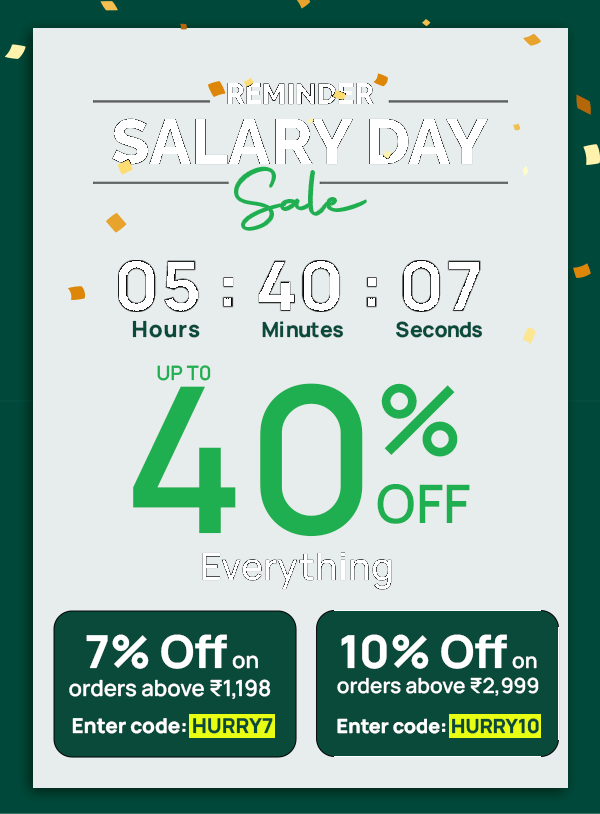 REMINDER
SALARY DAY
Sale
05 : 40 : 07
Hours Minutes Seconds
UP TO
40% OFF
Everything
7% Off on
orders above ₹1,198
Enter code: HURRY7
10% Off on
orders above ₹2,999
Enter code: HURRY10